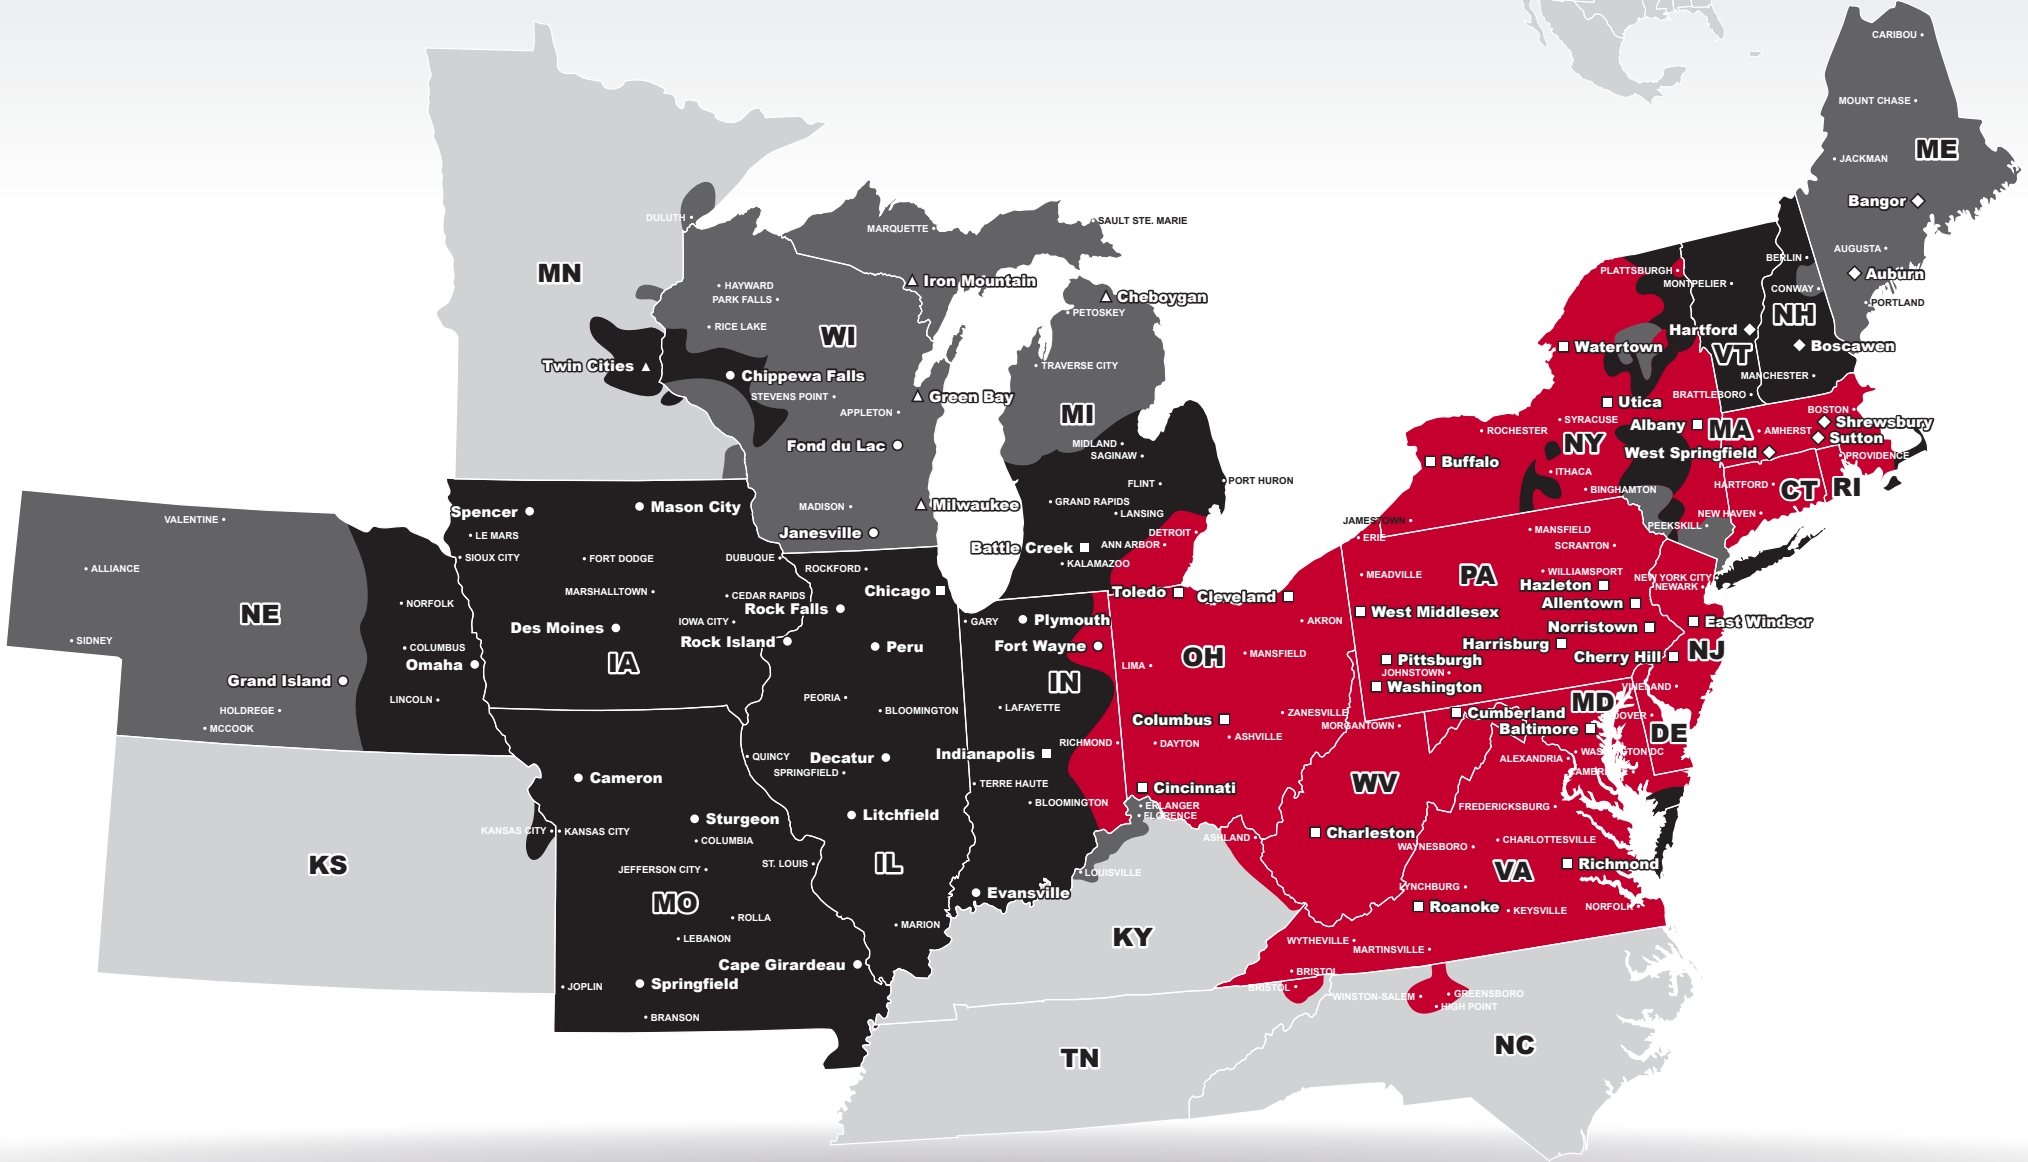 CARIBOU
MOUNT CHASE
ME
JACKMAN
Bangor
DULUTH
MARQUETTE
SAULT STE. MARIE
AUGUSTA
BERLIN
MN
PLATTSBURGH
Auburn
HAYWARD
Iron Mountain
MONTPELIER
CONWAY
PARK FALLS
Cheboygan
PORTLAND
PETOSKEY
NH
RICE LAKE
WI
Hartford
Watertown
VT
Boscawen
Twin Cities
Chippewa Falls
TRAVERSE CITY
MANCHESTER
STEVENS POINT
Green Bay
BRATTLEBORO
Utica
APPLETON
MI
BOSTON
SYRACUSE
Shrewsbury
Albany
MA
AMHERST
ROCHESTER
Sutton
Fond du Lac
MIDLAND
NY
West Springfield
SAGINAW
PROVIDENCE
Buffalo
ITHACA
FLINT
PORT HURON
HARTFORD
CT
RI
BINGHAMTON
GRAND RAPIDS
Mason City
MADISON
Milwaukee
Spencer
LANSING
NEW HAVEN
VALENTINE
JAMESTOWN
PEEKSKILL
LE MARS
Janesville
DETROIT
MANSFIELD
ERIE
Battle Creek
ANN ARBOR
SCRANTON
SIOUX CITY
FORT DODGE
DUBUQUE
KALAMAZOO
ALLIANCE
ROCKFORD
MEADVILLE
PA
WILLIAMSPORT
NEW YORK CITY
NEWARK
Hazleton
MARSHALLTOWN
CEDAR RAPIDS
Chicago
Toledo
Cleveland
NORFOLK
Rock Falls
Allentown
NE
West Middlesex
IOWA CITY
GARY
Plymouth
AKRON
East Windsor
Des Moines
Norristown
SIDNEY
Rock Island
Harrisburg
COLUMBUS
Peru
Fort Wayne
NJ
MANSFIELD
OH
Cherry Hill
Omaha
IA
LIMA
Pittsburgh
JOHNSTOWN
Grand Island
IN
Washington
VINELAND
LINCOLN
PEORIA
MD
HOLDREGE
BLOOMINGTON
LAFAYETTE
ZANESVILLE
Cumberland
DOVER
Columbus
MORGANTOWN
Baltimore
MCCOOK
DE
ASHVILLE
RICHMOND
DAYTON
QUINCY
Decatur
Indianapolis
WASHINGTON DC
ALEXANDRIA
SPRINGFIELD
Cameron
TERRE HAUTE
WV
Cincinnati
BLOOMINGTON
ERLANGER
FREDERICKSBURG
Litchfield
FLORENCE
Sturgeon
KANSAS CITY
KANSAS CITY
Charleston
ASHLAND
CHARLOTTESVILLE
COLUMBIA
WAYNESBORO
KS
IL
ST. LOUIS
Richmond
JEFFERSON CITY
LOUISVILLE
VA
LYNCHBURG
Evansville
MO
Roanoke
NORFOLK
KEYSVILLE
ROLLA
MARION
LEBANON
KY
WYTHEVILLE
MARTINSVILLE
Cape Girardeau
BRISTOL
Springfield
JOPLIN
BRISTOL
WINSTON-SALEM
GREENSBORO
HIGH POINT
BRANSON
NC
TN